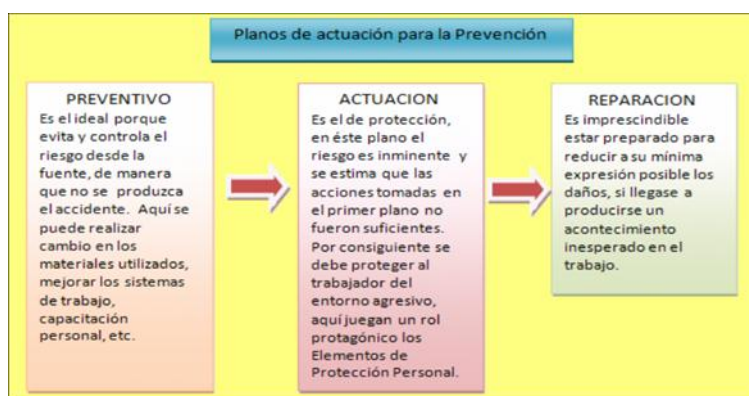 Planos de actuación para la Prevención
PREVENTIVO
Es el ideal porque
evita y controla el
riesgo desde la
fuente, de manera
que no se produzca
el accidente. Aquí se
puede realizar
cambio en los
materiales utilizados,
mejorar los sistemas
de trabajo,
capacitación
personal, etc.
ACTUACION
Es el de protección,
en éste plano el
riesgo es inminente y
se estima que las
acciones tomadas en
el primer plano no
fueron suficientes.
Por consiguiente se
debe proteger al
trabajador del
entorno agresivo,
aquí juegan un rol
protagónico los
Elementos de
Protección Personal.
REPARACION
Es imprescindible
estar preparado para
reducir a su mínima
expresión posible los
daños, si llegase a
producirse un
acontecimiento
inesperado en el
trabajo.